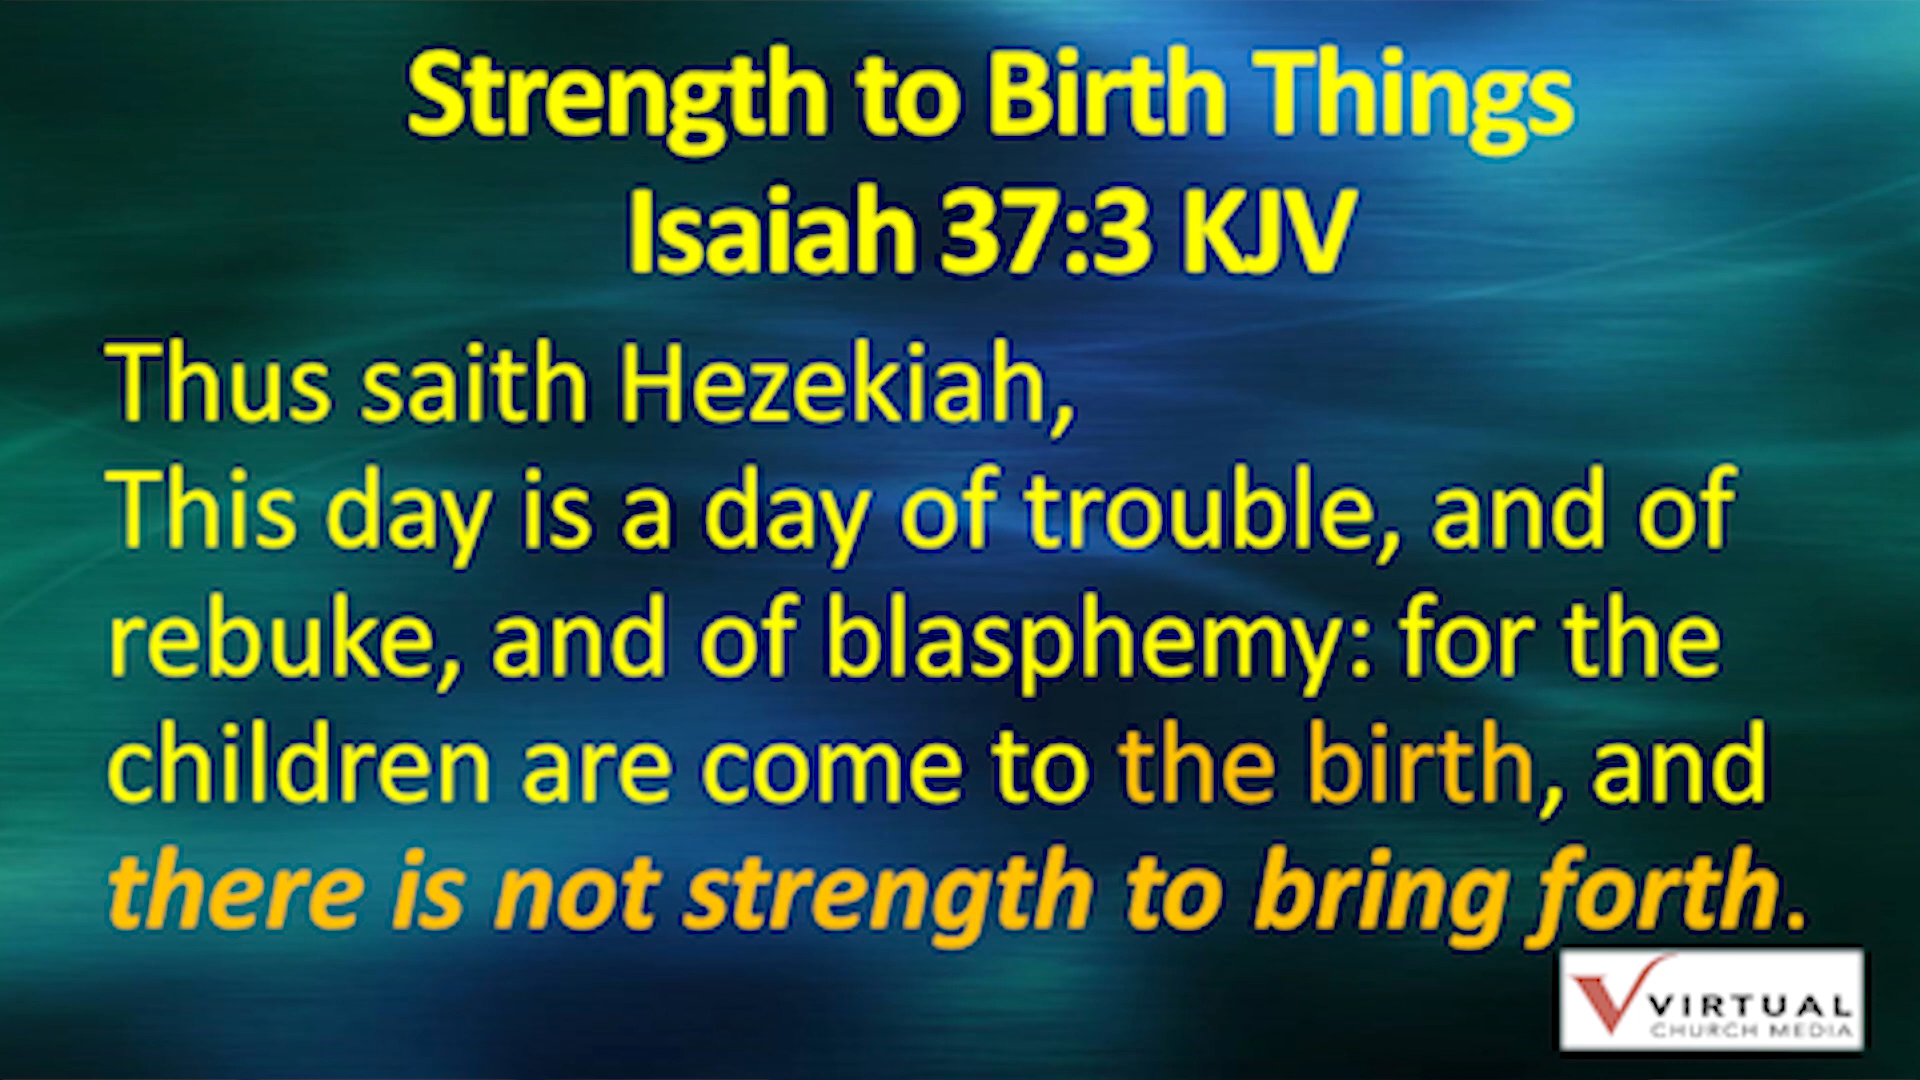 Strength to Birth Things
Isaiah 37:3 KJV
Thus saith Hezekiah,
This day is a day of trouble, and of
rebuke, and of blasphemy: for the
children are come to the birth, and
there is not strength to bring forth.
VIRTUAL
CHURCH MEDIA